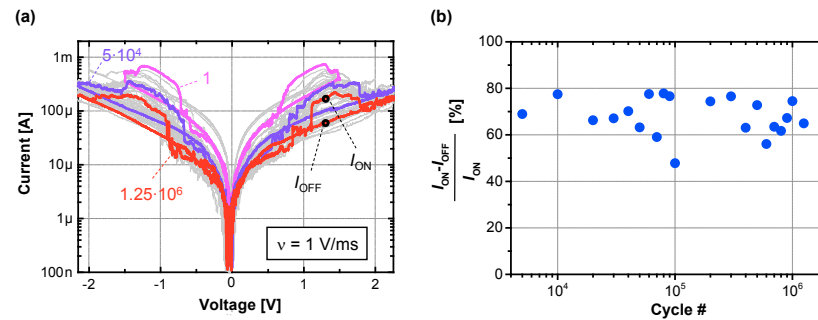 (a)
1m
100µ
10µ
1µ
100n
Current [A]
5·10⁴
1
1.25·10⁶
I_OFF
I_ON
ν = 1 V/ms
-2
-1
0
1
2
Voltage [V]
(b)
100
80
60
40
20
0
I_ON-I_OFF
I_ON
[%]
10⁴
10⁵
10⁶
Cycle #